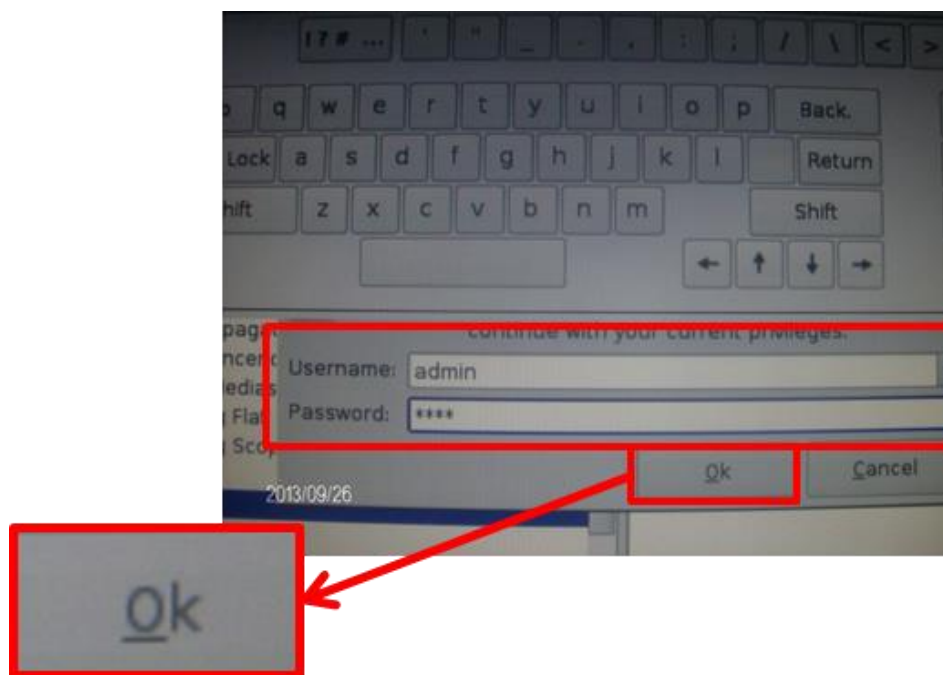 ! ? # ... ' " _ - , : ; / \ < >
q w e r t y u i o p Back.
Lock a s d f g h j k l Return
hift z x c v b n m Shift
← ↑ ↓ →
continue with your current privileges.
Username: admin
Password: ****
Ok Cancel
2013/09/26
Ok